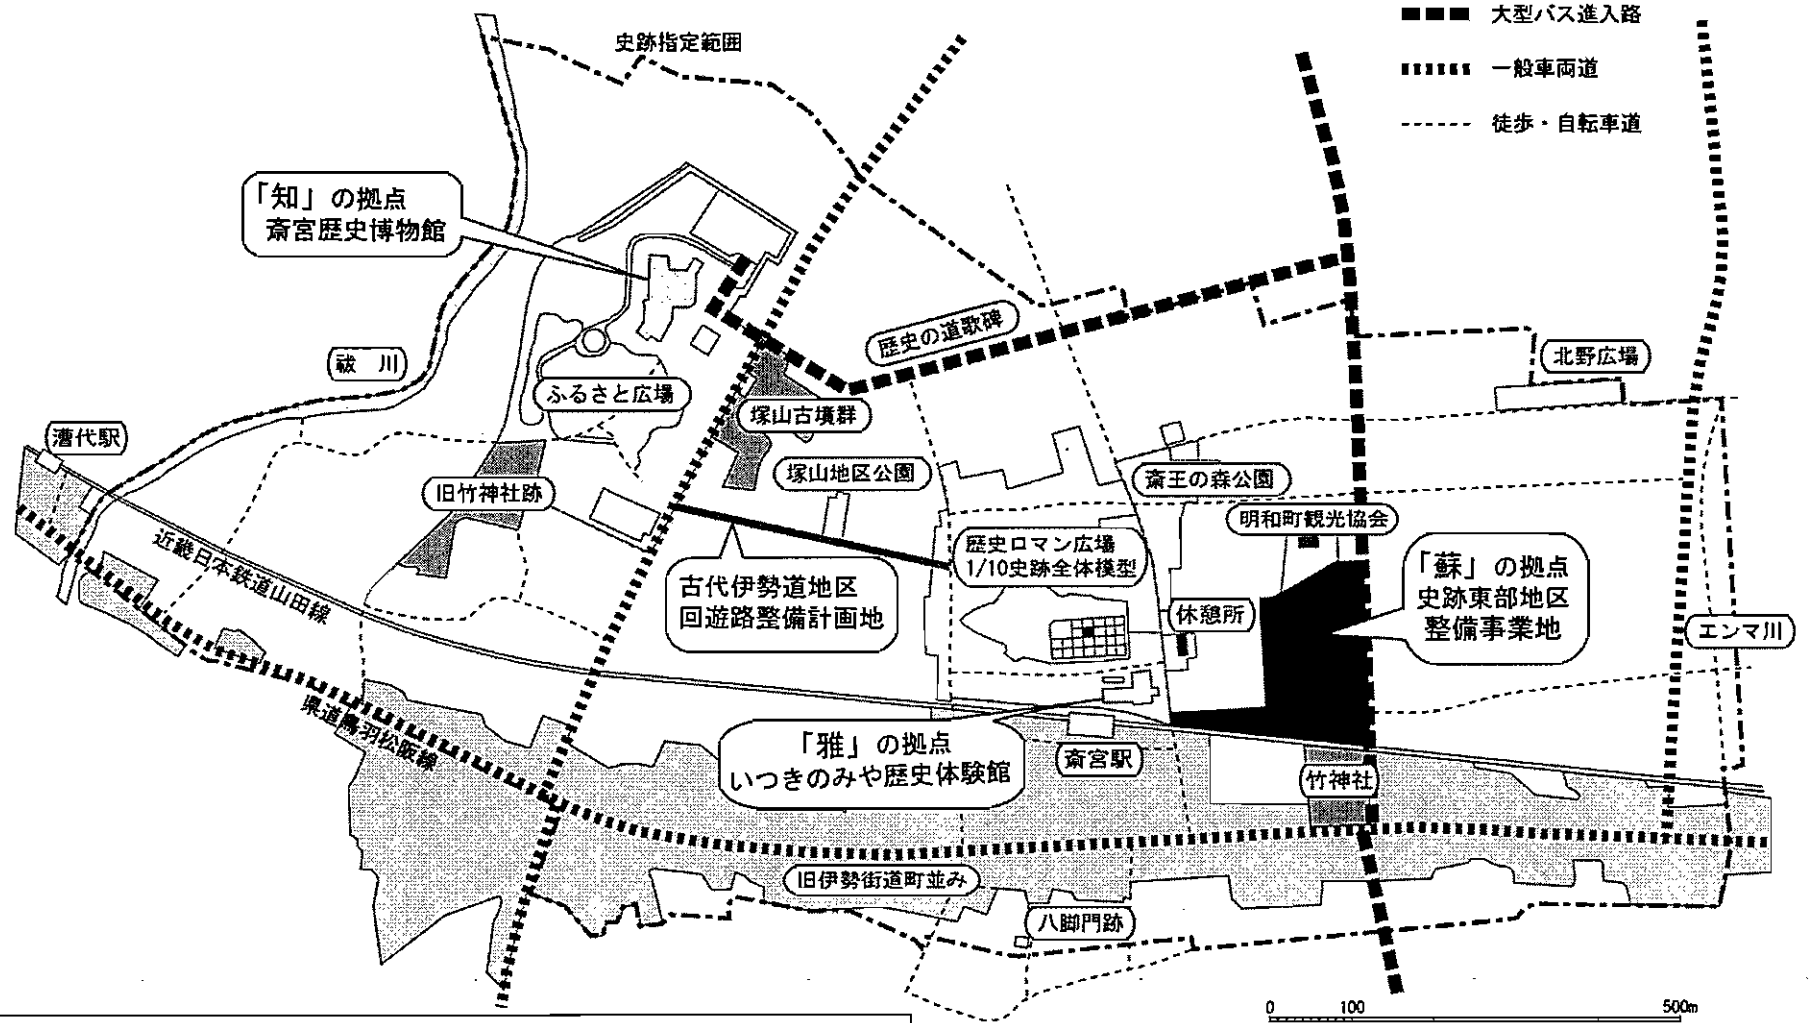 大型バス進入路
一般車両道
徒歩・自転車道
史跡指定範囲
「知」の拠点
斎宮歴史博物館
祓 川
歴史の道歌碑
北野広場
ふるさと広場
塚山古墳群
漕代駅
塚山地区公園
斎王の森公園
旧竹神社跡
明和町観光協会
近畿日本鉄道山田線
歴史ロマン広場
1/10史跡全体模型
「蘇」の拠点
史跡東部地区
整備事業地
古代伊勢道地区
回遊路整備計画地
休憩所
エンマ川
県道鳥羽松阪線
「雅」の拠点
いつきのみや歴史体験館
斎宮駅
竹神社
旧伊勢街道町並み
八脚門跡
0 100 500m